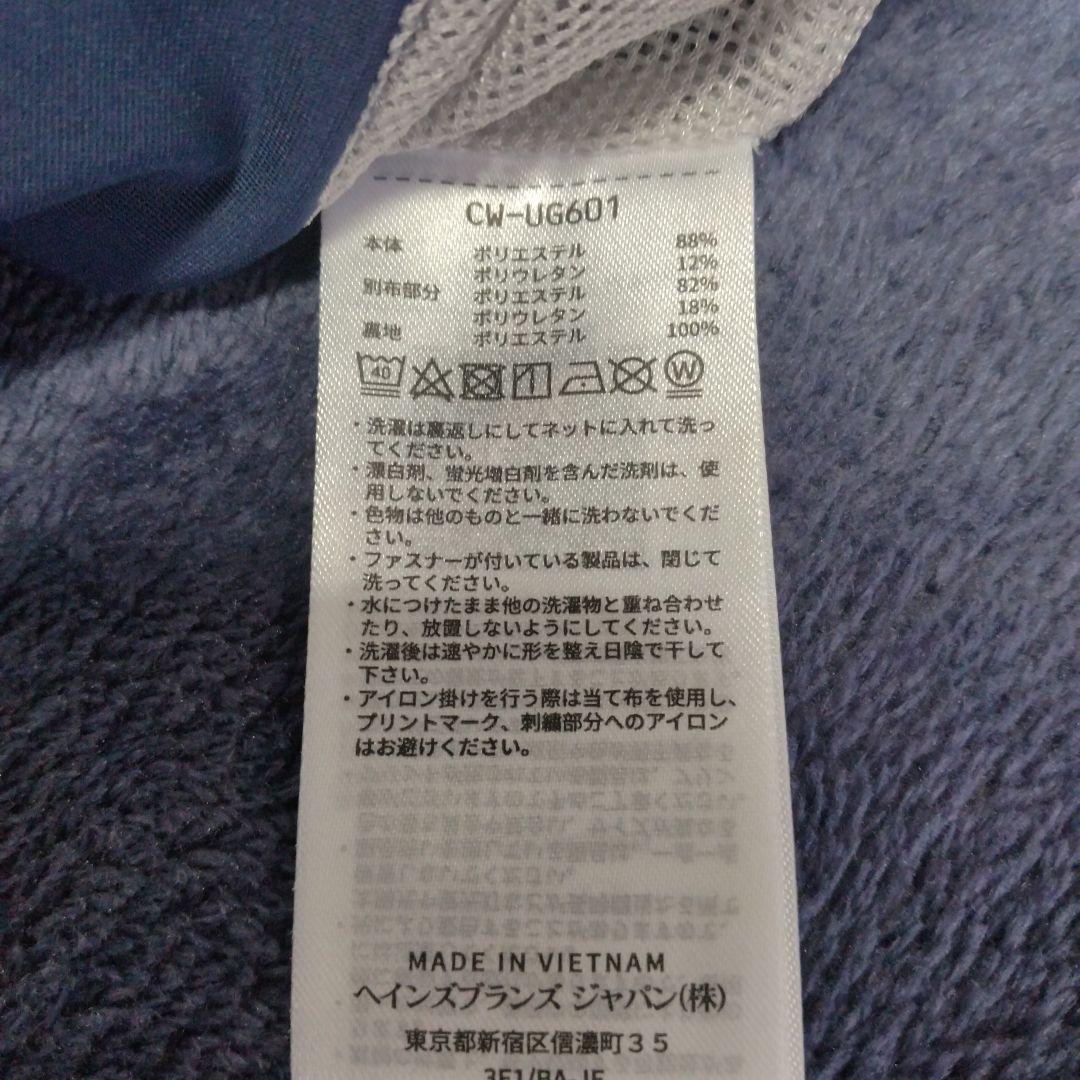 CW-UG601
本体 ポリエステル 88%
ポリウレタン 12%
別布部分 ポリエステル 82%
ポリウレタン 18%
裏地 ポリエステル 100%
40 W
・洗濯は裏返しにしてネットに入れて洗っ
てください。
・漂白剤、蛍光増白剤を含んだ洗剤は、使
用しないでください。
・色物は他のものと一緒に洗わないでくだ
さい。
・ファスナーが付いている製品は、閉じて
洗ってください。
・水につけたまま他の洗濯物と重ね合わせ
たり、放置しないようにしてください。
・洗濯後は速やかに形を整え日陰で干して
下さい。
・アイロン掛けを行う際は当て布を使用し、
プリントマーク、刺繍部分へのアイロン
はお避けください。
MADE IN VIETNAM
ヘインズブランズ ジャパン(株)
東京都新宿区信濃町35